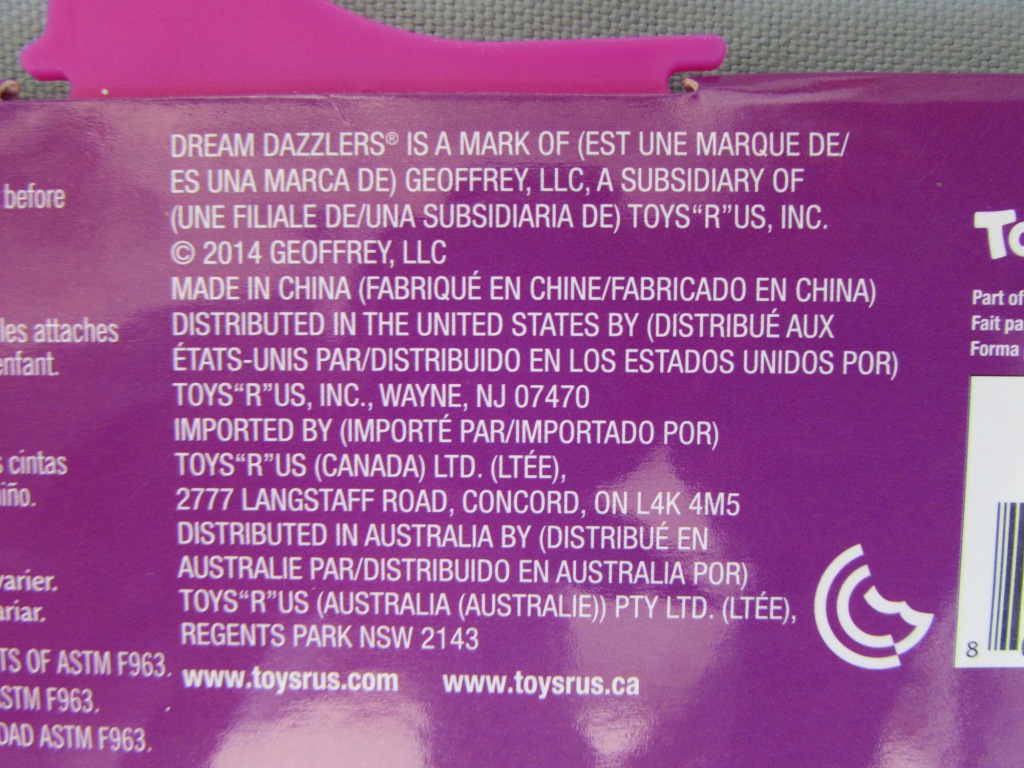 DREAM DAZZLERS® IS A MARK OF (EST UNE MARQUE DE/
ES UNA MARCA DE) GEOFFREY, LLC, A SUBSIDIARY OF
(UNE FILIALE DE/UNA SUBSIDIARIA DE) TOYS“R”US, INC.
© 2014 GEOFFREY, LLC
MADE IN CHINA (FABRIQUÉ EN CHINE/FABRICADO EN CHINA)
DISTRIBUTED IN THE UNITED STATES BY (DISTRIBUÉ AUX
ÉTATS-UNIS PAR/DISTRIBUIDO EN LOS ESTADOS UNIDOS POR)
TOYS“R”US, INC., WAYNE, NJ 07470
IMPORTED BY (IMPORTÉ PAR/IMPORTADO POR)
TOYS“R”US (CANADA) LTD. (LTÉE),
2777 LANGSTAFF ROAD, CONCORD, ON L4K 4M5
DISTRIBUTED IN AUSTRALIA BY (DISTRIBUÉ EN
AUSTRALIE PAR/DISTRIBUIDO EN AUSTRALIA POR)
TOYS“R”US (AUSTRALIA (AUSTRALIE)) PTY LTD. (LTÉE),
REGENTS PARK NSW 2143
www.toysrus.com www.toysrus.ca
before
les attaches
enfant.
cintas
varier.
OF ASTM F963.
ASTM F963.
ASTM F963.
Part of
Fait pa
Forma
8